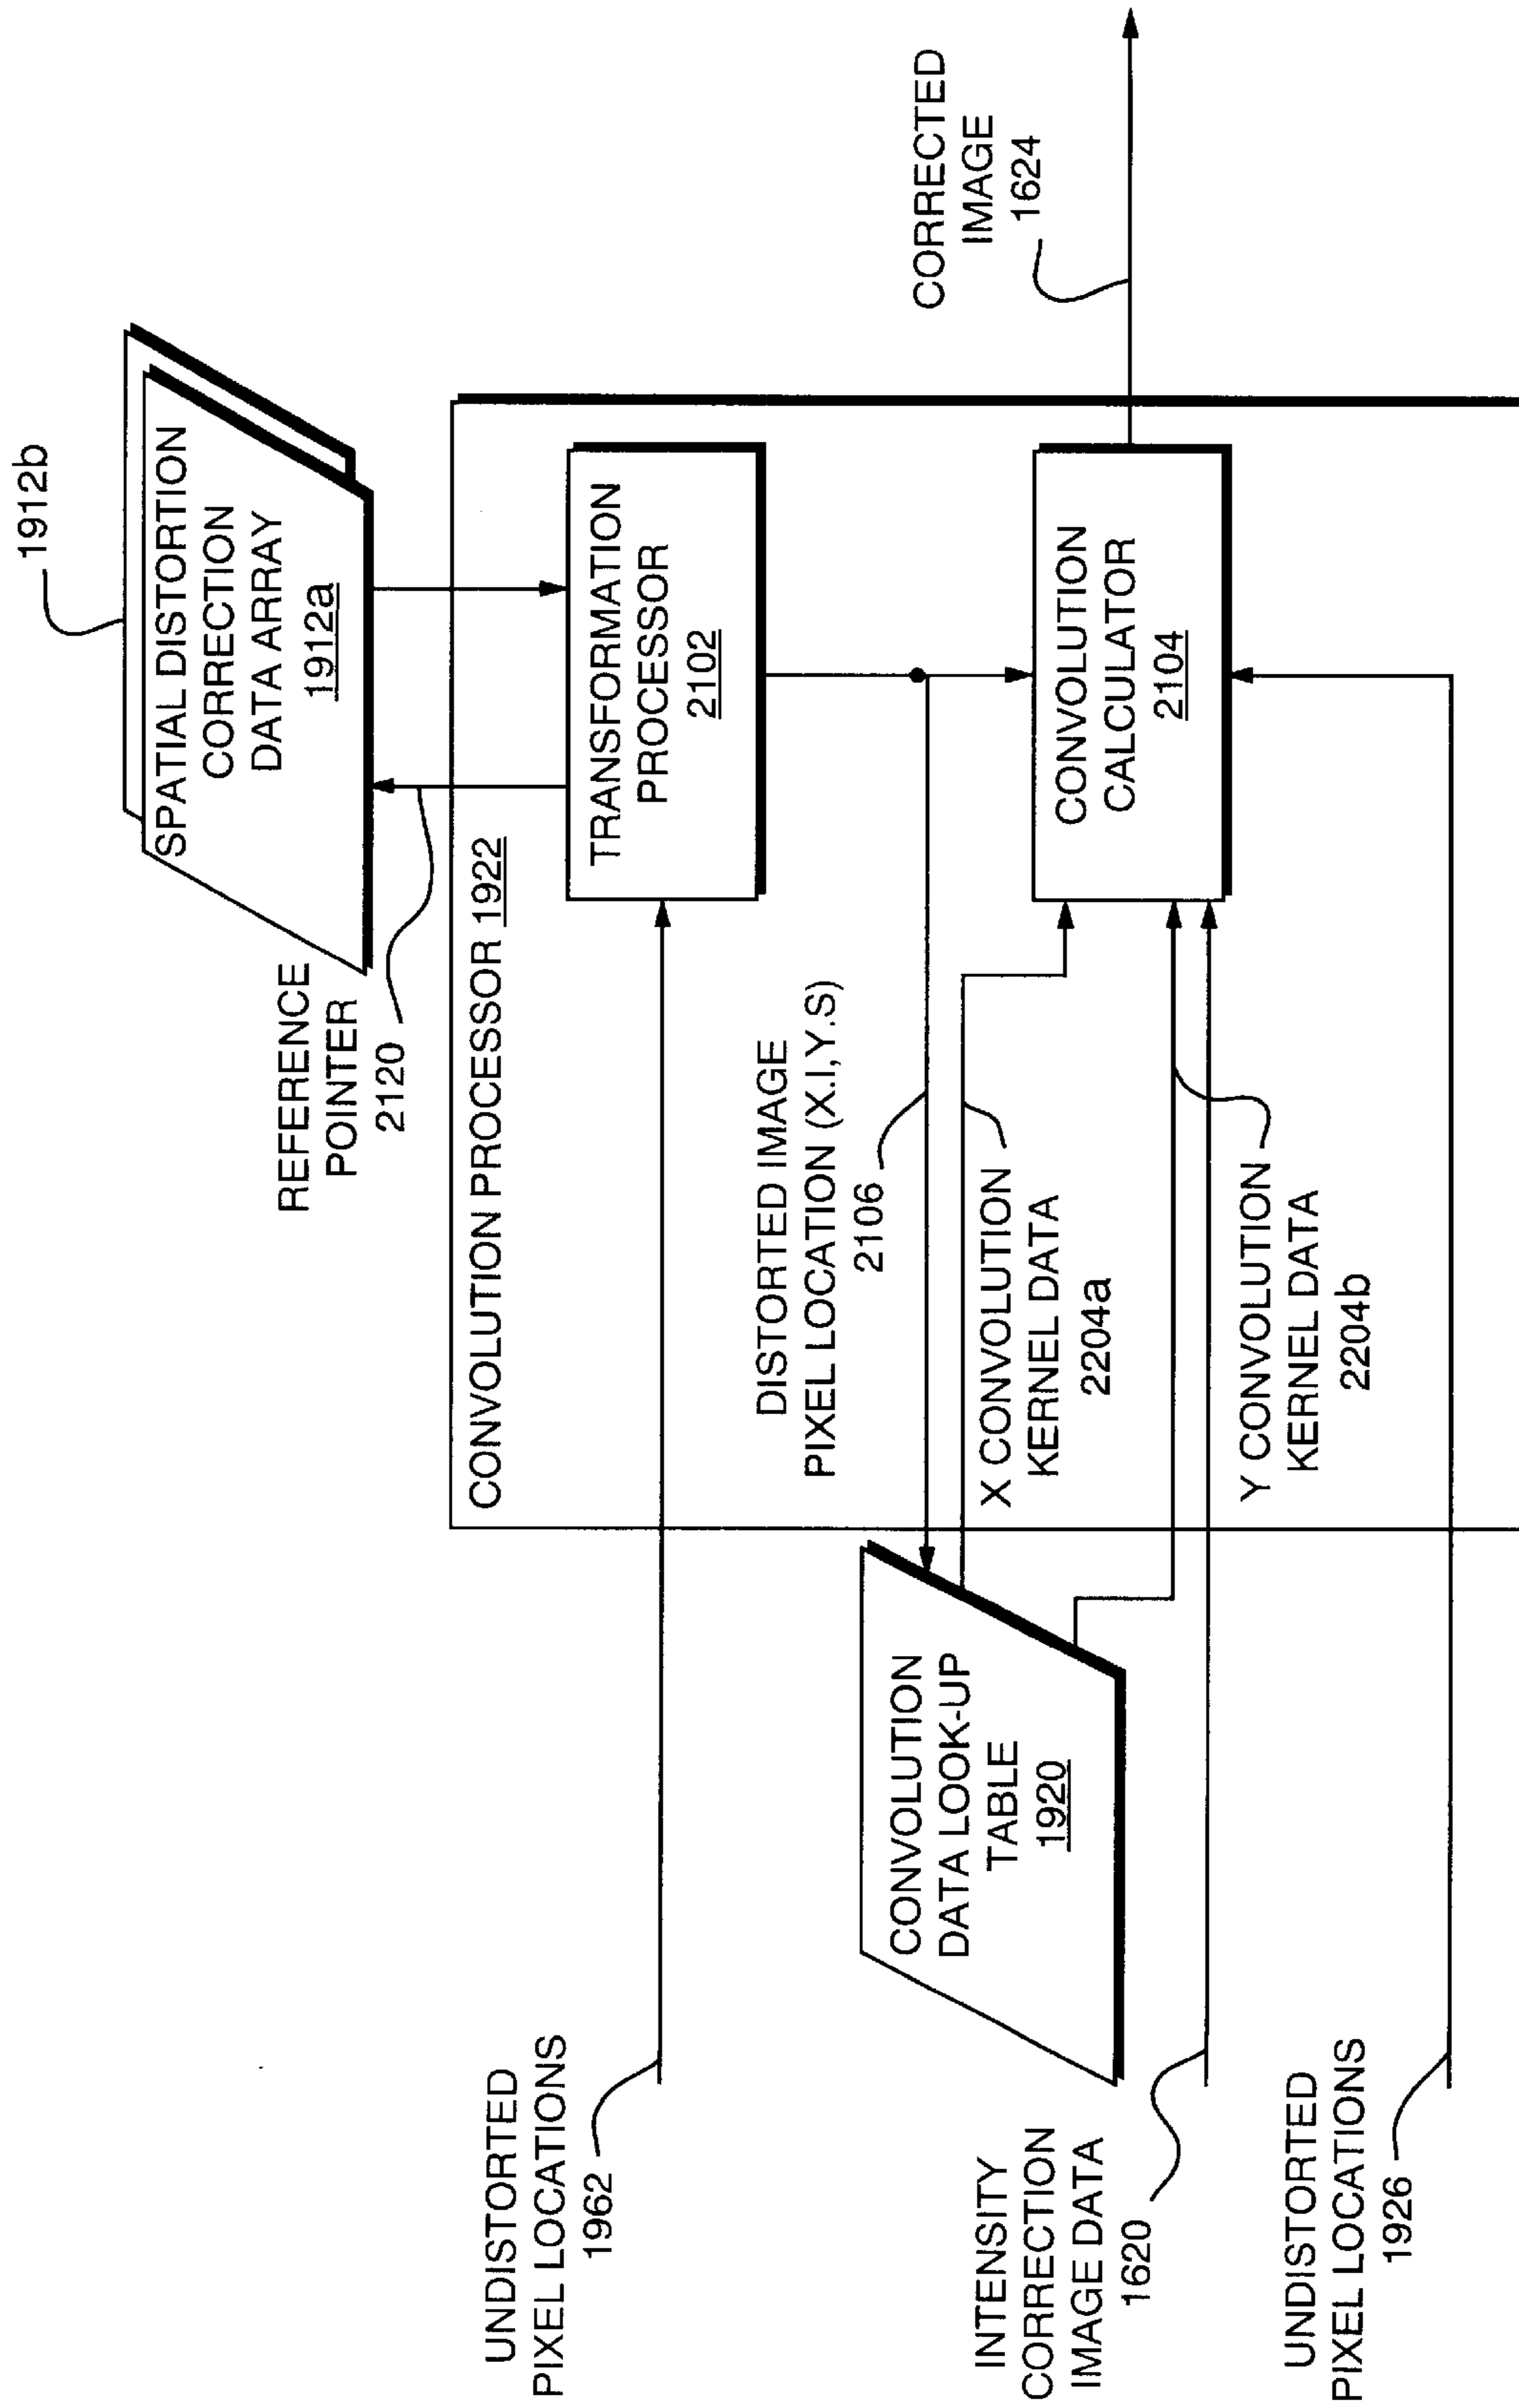 1912b
SPATIAL DISTORTION
CORRECTION
DATA ARRAY
1912a
REFERENCE
POINTER
2120
CONVOLUTION PROCESSOR 1922
UNDISTORTED
PIXEL LOCATIONS
1962
TRANSFORMATION
PROCESSOR
2102
DISTORTED IMAGE
PIXEL LOCATION (X.I,Y.S)
2106
CONVOLUTION
DATA LOOK-UP
TABLE
1920
X CONVOLUTION
KERNEL DATA
2204a
CONVOLUTION
CALCULATOR
2104
CORRECTED
IMAGE
1624
INTENSITY
CORRECTION
IMAGE DATA
1620
Y CONVOLUTION
KERNEL DATA
2204b
UNDISTORTED
PIXEL LOCATIONS
1926